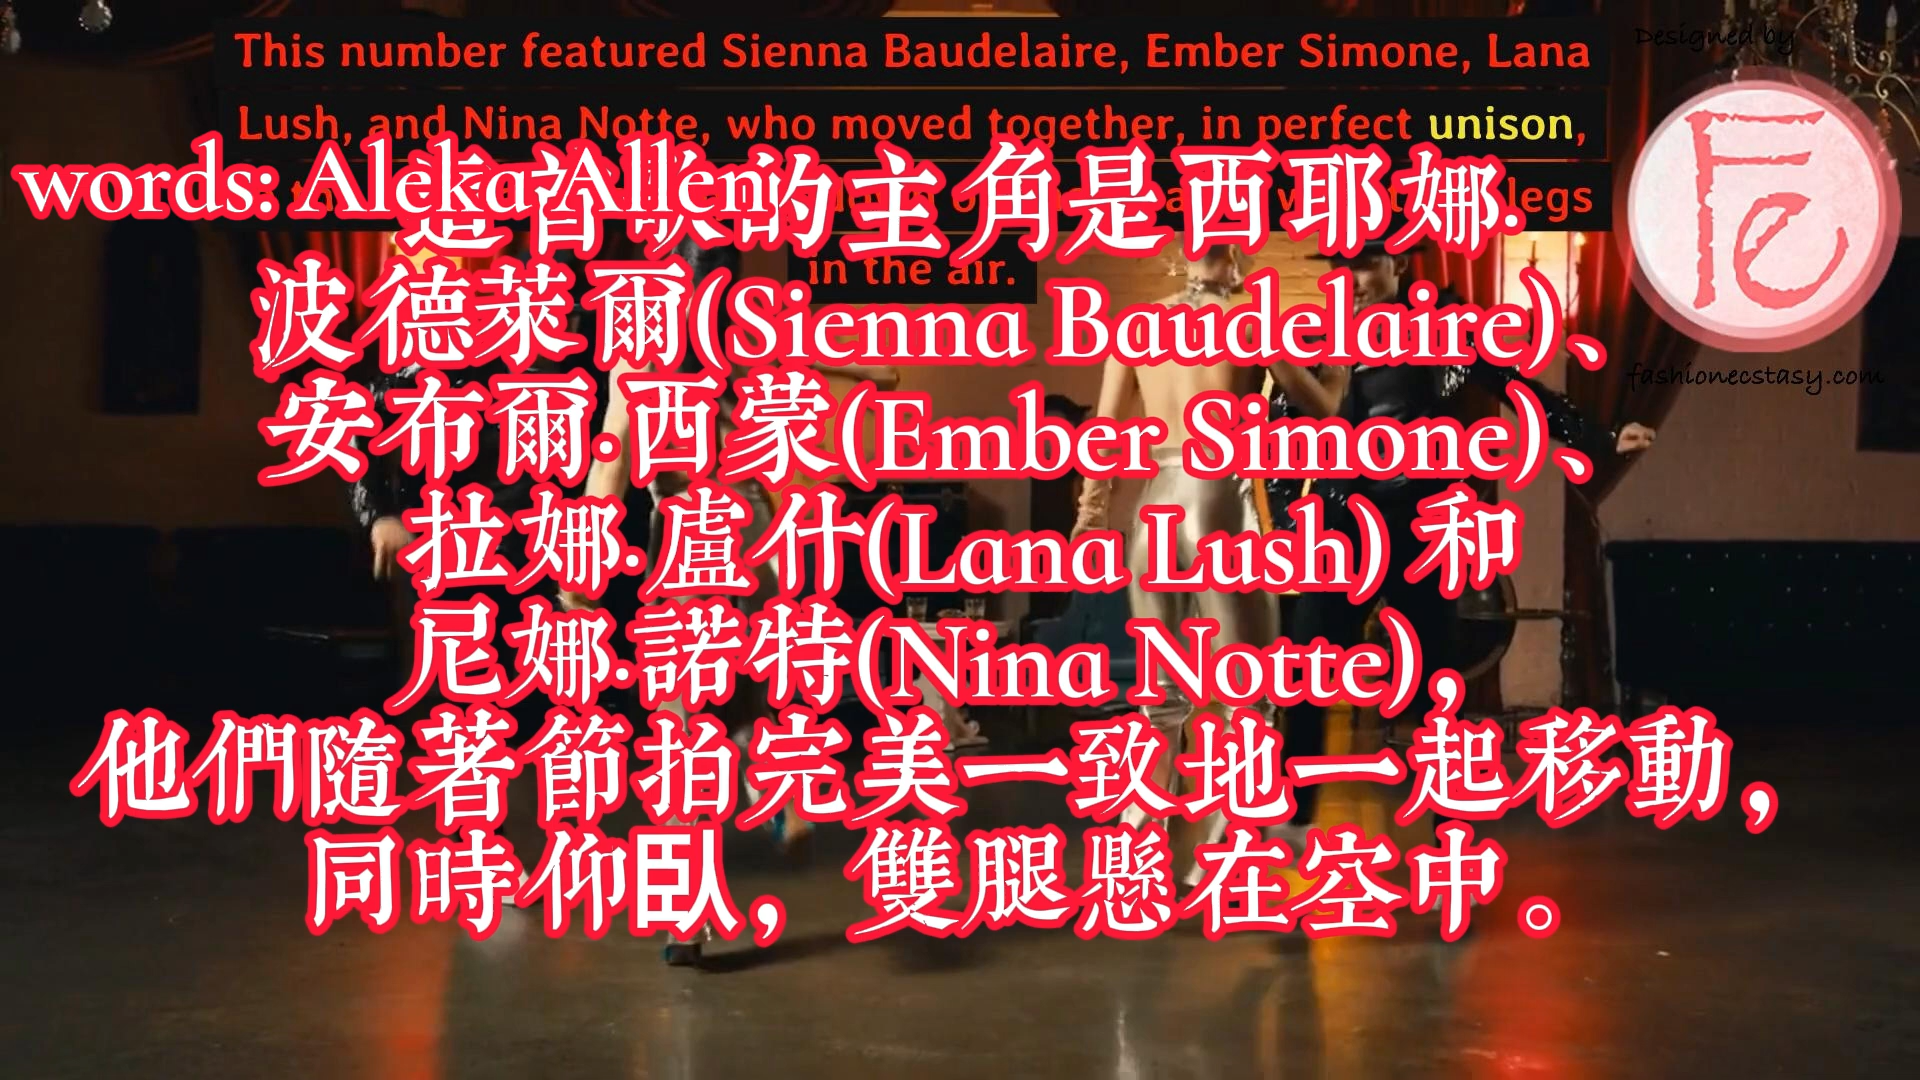 Designed by
This number featured Sienna Baudelaire, Ember Simone, Lana
Lush, and Nina Notte, who moved together, in perfect unison,
legs
in the air.
words: Aleka Allen
這首歌的主角是西耶娜·
波德萊爾(Sienna Baudelaire)、
安布爾·西蒙(Ember Simone)、
拉娜·盧什(Lana Lush) 和
尼娜·諾特(Nina Notte)，
他們隨著節拍完美一致地一起移動，
同時仰臥，雙腿懸在空中。
Fe
fashionecstasy.com